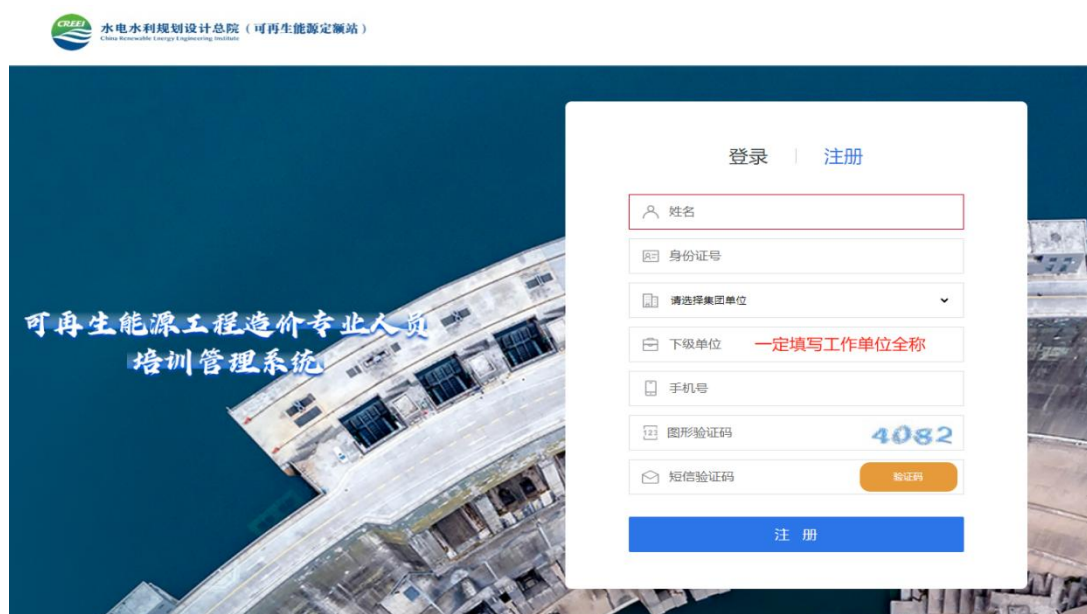 CREEI
水电水利规划设计总院（可再生能源定额站）
China Renewable Energy Engineering Institute
登录 注册
姓名
身份证号
请选择集团单位
可再生能源工程造价专业人员
培训管理系统
下级单位 一定填写工作单位全称
手机号
123 图形验证码 4082
短信验证码 验证码
注 册